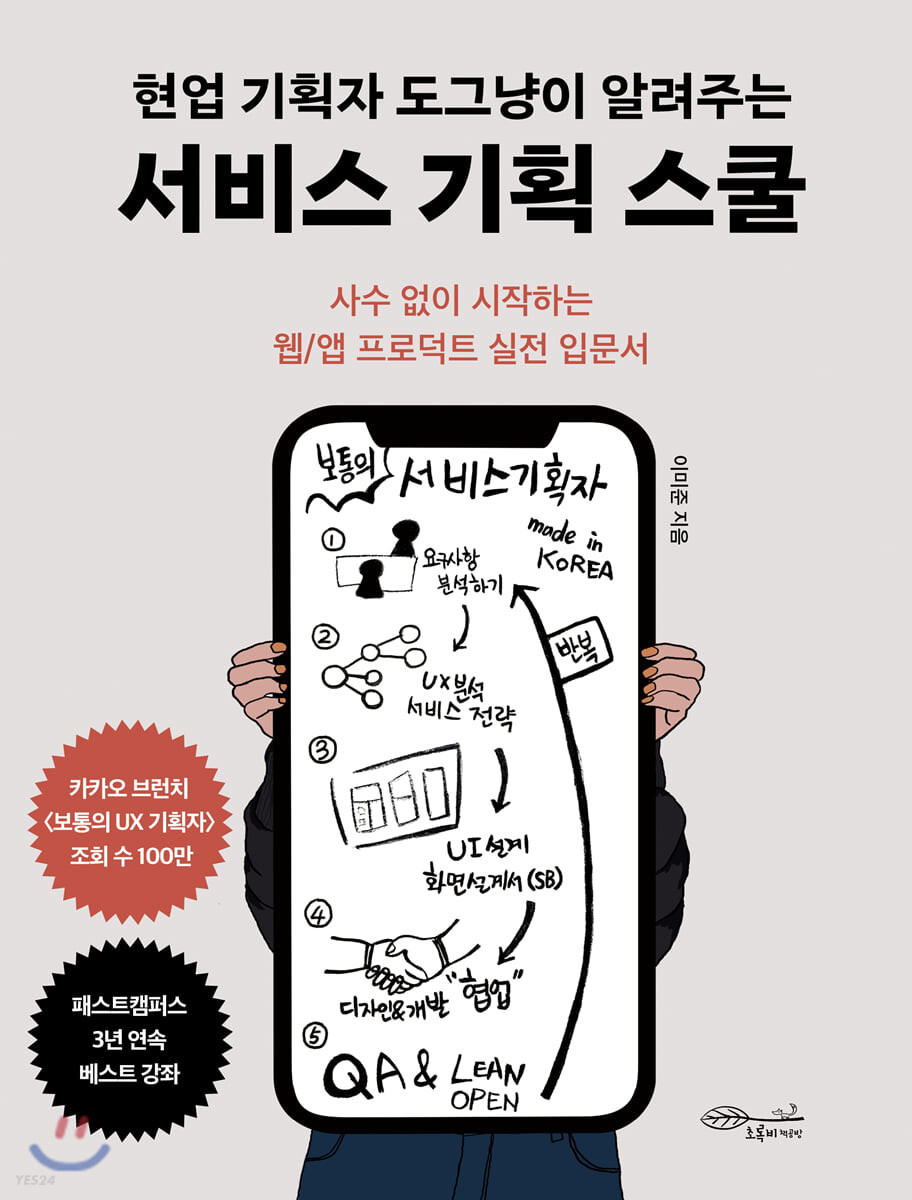 현업 기획자 도그냥이 알려주는
서비스 기획 스쿨
사수 없이 시작하는
웹/앱 프로덕트 실전 입문서
이미준 지음
보통의
서비스기획자
made in
KOREA
①
요구사항
분석하기
②
UX분석
서비스 전략
반복
③
UI설계
화면설계서(SB)
④
디자인&개발 "협업"
⑤
QA & LEAN
OPEN
카카오 브런치
〈보통의 UX 기획자〉
조회 수 100만
패스트캠퍼스
3년 연속
베스트 강좌
초록비책공방
YES24